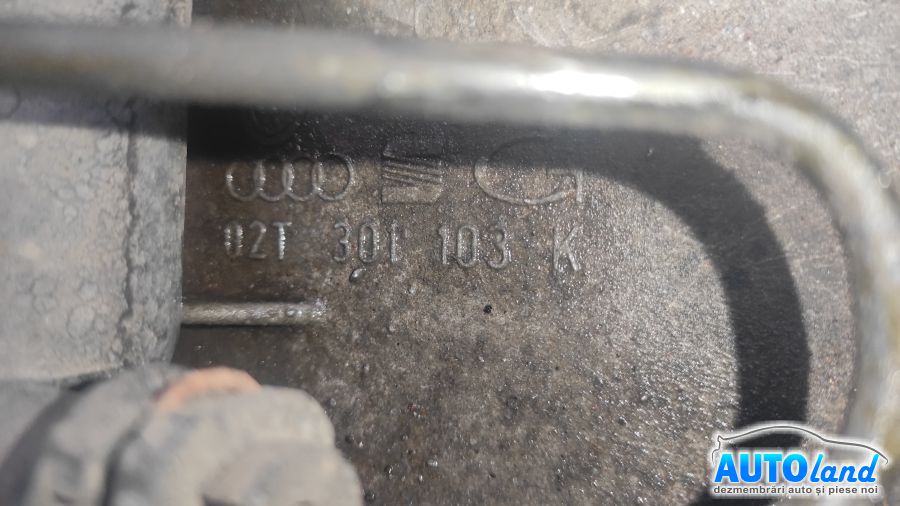 02T 301 103 K
AUTOland
dezmembrări auto și piese noi